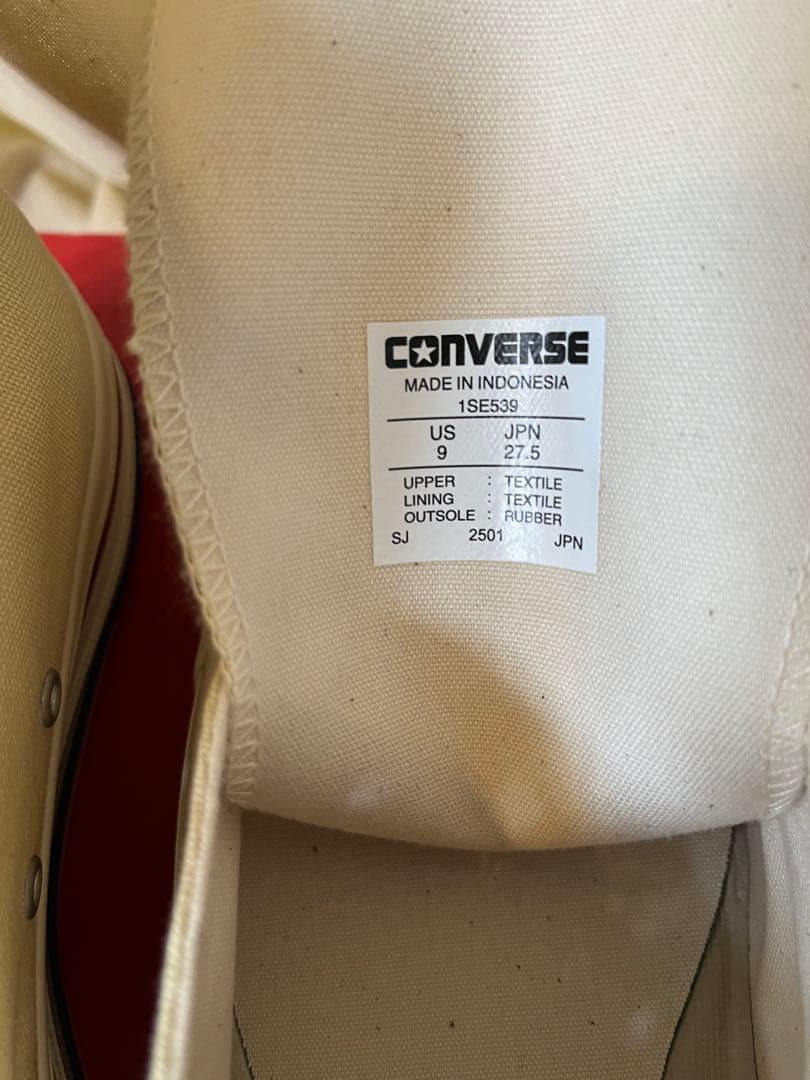 CONVERSE
MADE IN INDONESIA
1SE539
US JPN
9 27.5
UPPER : TEXTILE
LINING : TEXTILE
OUTSOLE : RUBBER
SJ 2501 JPN